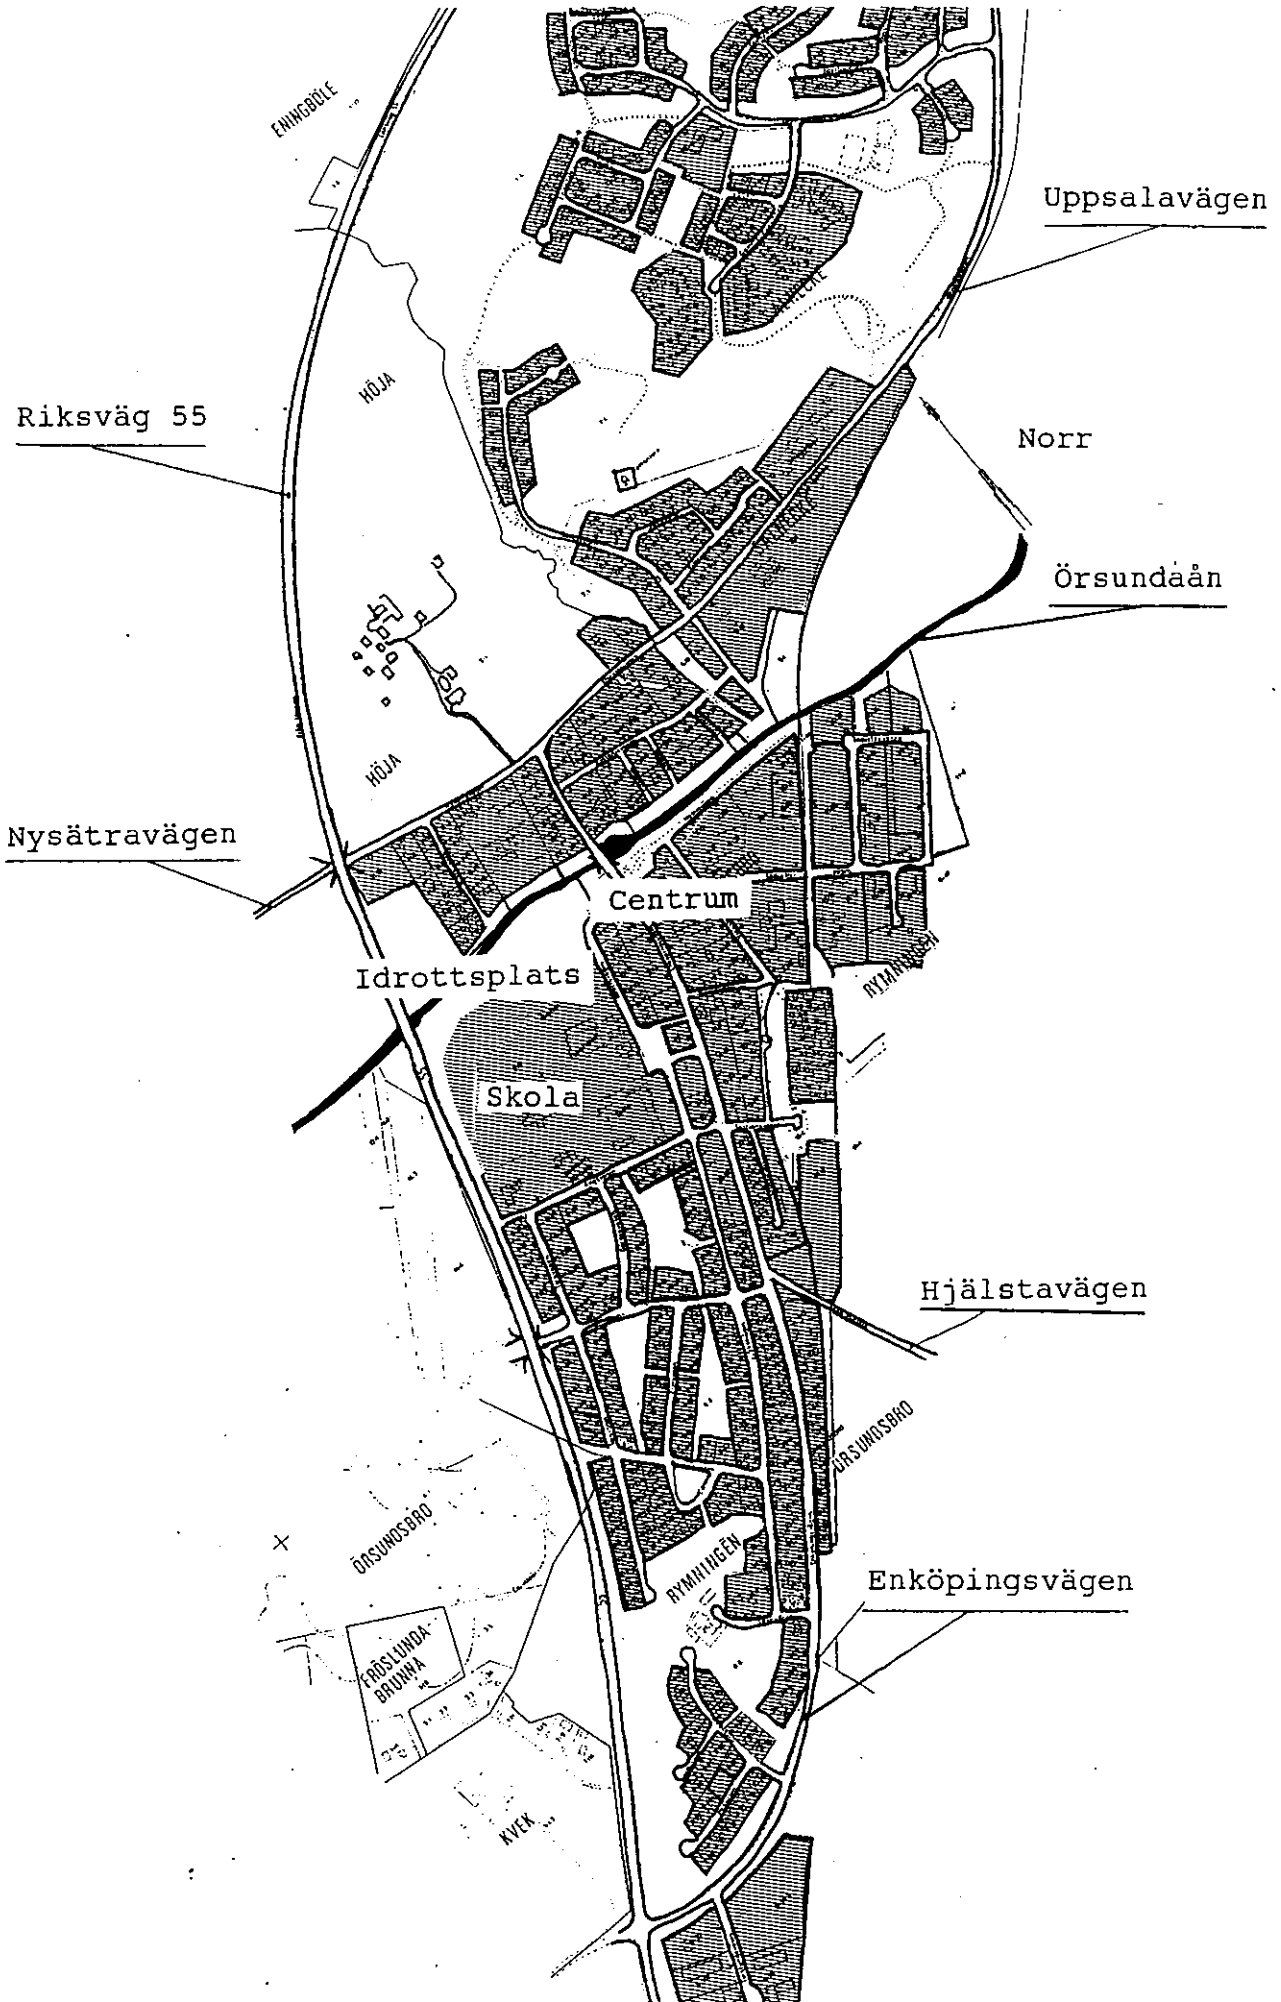 ENINGBÖLE
Uppsalavägen
HÖJA
Riksväg 55
Norr
Örsundaån
HÖJA
Nysätravägen
Centrum
RYMNINGEN
Idrottsplats
Skola
Hjälstavägen
ÖRSUNDSBRO
ÖRSUNDSBRO
RYMNINGEN
Enköpingsvägen
FRÖSLUNDA-
BRUNNA
KVEK